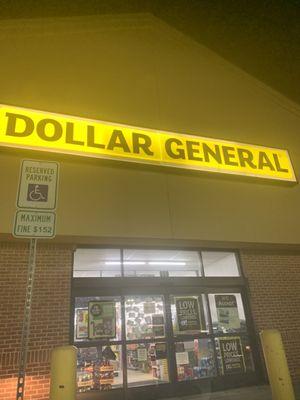 DOLLAR GENERAL
RESERVED
PARKING
MAXIMUM
FINE $152
LOW
PRICES
LOW
PRICES